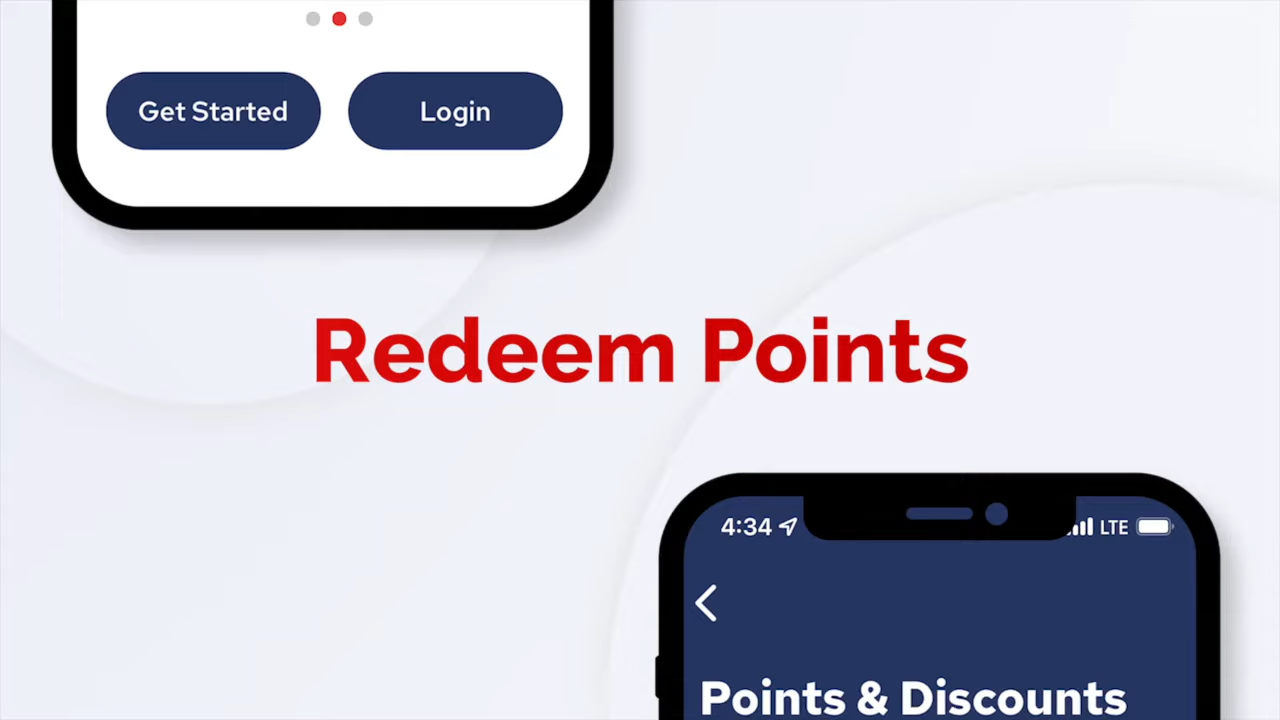 Get Started
Login
Redeem Points
4:34
LTE
Points & Discounts